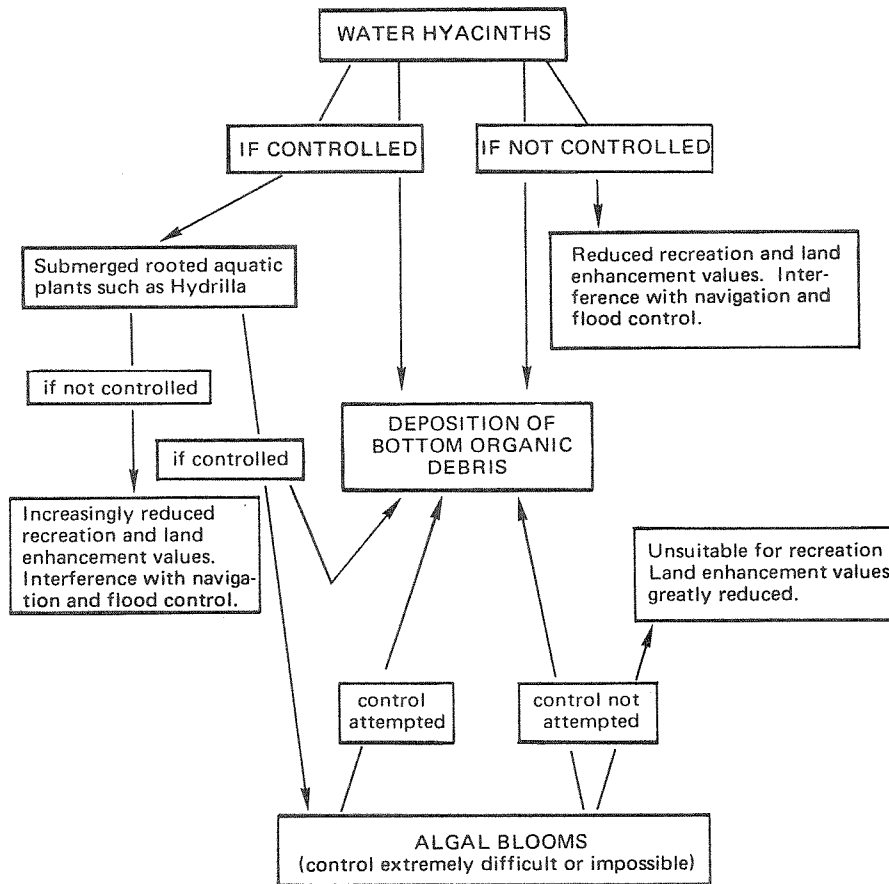 WATER HYACINTHS
IF CONTROLLED
IF NOT CONTROLLED
Submerged rooted aquatic
plants such as Hydrilla
Reduced recreation and land
enhancement values. Inter-
ference with navigation and
flood control.
if not controlled
if controlled
DEPOSITION OF
BOTTOM ORGANIC
DEBRIS
Increasingly reduced
recreation and land
enhancement values.
Interference with naviga-
tion and flood control.
Unsuitable for recreation
Land enhancement values
greatly reduced.
control
attempted
control not
attempted
ALGAL BLOOMS
(control extremely difficult or impossible)